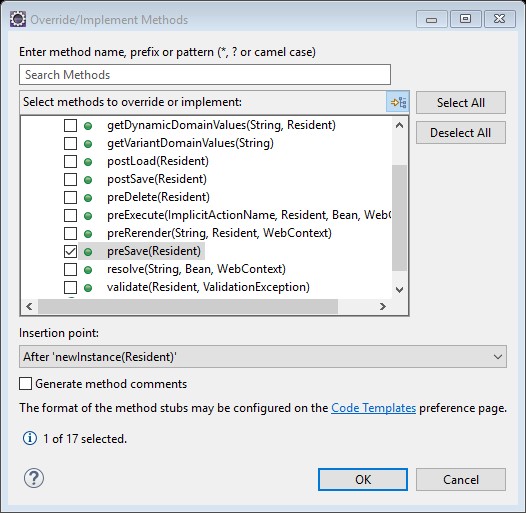 Override/Implement Methods
Enter method name, prefix or pattern (*, ? or camel case)
Search Methods
Select methods to override or implement:
Select All
Deselect All
getDynamicDomainValues(String, Resident)
getVariantDomainValues(String)
postLoad(Resident)
postSave(Resident)
preDelete(Resident)
preExecute(ImplicitActionName, Resident, Bean, WebC
preRerender(String, Resident, WebContext)
preSave(Resident)
resolve(String, Bean, WebContext)
validate(Resident, ValidationException)
Insertion point:
After 'newInstance(Resident)'
Generate method comments
The format of the method stubs may be configured on the Code Templates preference page.
1 of 17 selected.
OK
Cancel